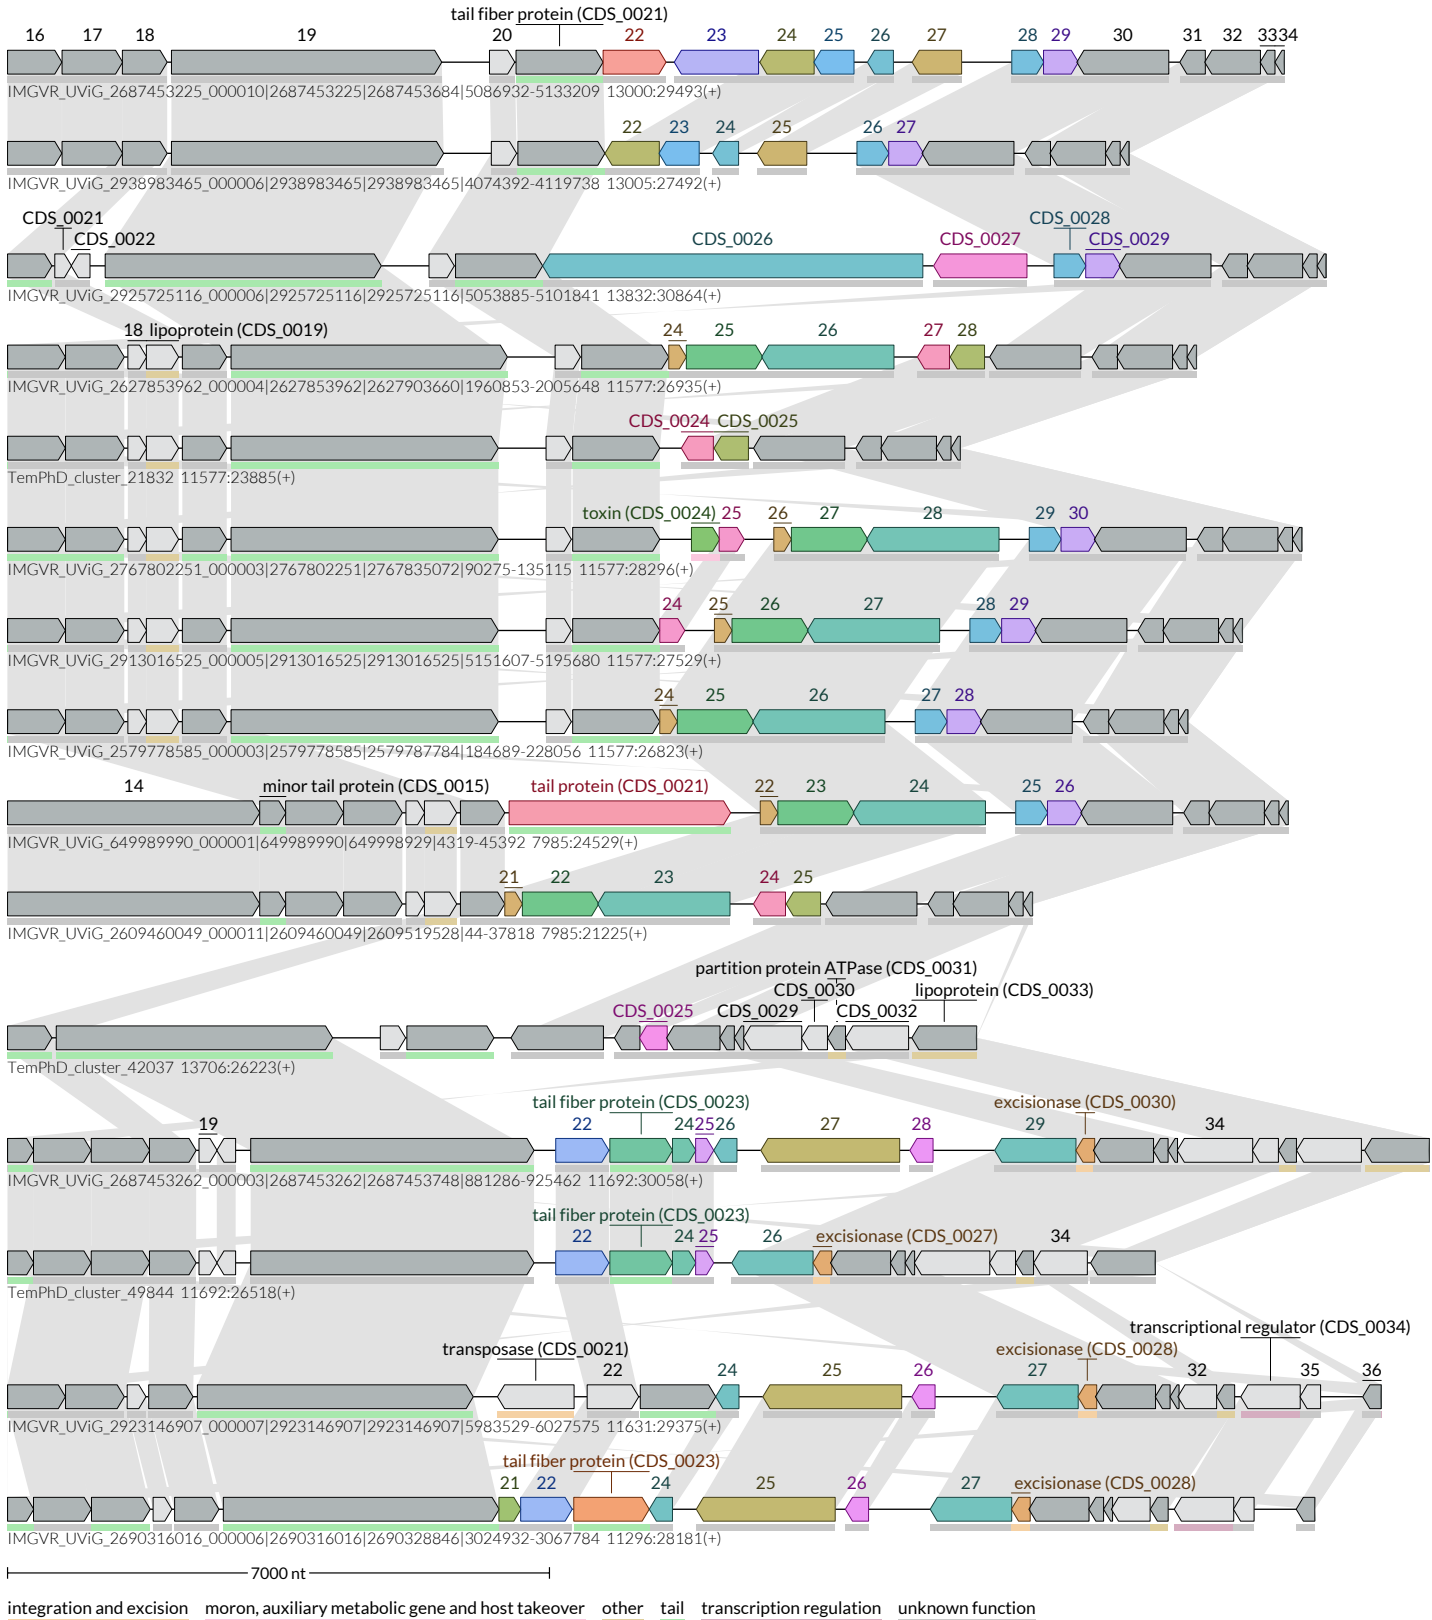 tail fiber protein (CDS_0021)
16 17 18 19 20 22 23 24 25 26 27 28 29 30 31 32 33 34
IMGVR_UViG_2687453225_000010|2687453225|2687453684|5086932-5133209 13000:29493(+)
22 23 24 25 26 27
IMGVR_UViG_2938983465_000006|2938983465|2938983465|4074392-4119738 13005:27492(+)
CDS_0021 CDS_0028
CDS_0022 CDS_0026 CDS_0027 CDS_0029
IMGVR_UViG_2925725116_000006|2925725116|2925725116|5053885-5101841 13832:30864(+)
18 lipoprotein (CDS_0019) 24 25 26 27 28
IMGVR_UViG_2627853962_000004|2627853962|2627903660|1960853-2005648 11577:26935(+)
CDS_0024 CDS_0025
TemPhD_cluster_21832 11577:23885(+)
toxin (CDS_0024) 25 26 27 28 29 30
IMGVR_UViG_2767802251_000003|2767802251|2767835072|90275-135115 11577:28296(+)
24 25 26 27 28 29
IMGVR_UViG_2913016525_000005|2913016525|2913016525|5151607-5195680 11577:27529(+)
24 25 26 27 28
IMGVR_UViG_2579778585_000003|2579778585|2579787784|184689-228056 11577:26823(+)
14 minor tail protein (CDS_0015) tail protein (CDS_0021) 22 23 24 25 26
IMGVR_UViG_649989990_000001|649989990|649998929|4319-45392 7985:24529(+)
21 22 23 24 25
IMGVR_UViG_2609460049_000011|2609460049|2609519528|44-37818 7985:21225(+)
partition protein ATPase (CDS_0031)
CDS_0030 lipoprotein (CDS_0033)
CDS_0025 CDS_0029 CDS_0032
TemPhD_cluster_42037 13706:26223(+)
tail fiber protein (CDS_0023) excisionase (CDS_0030)
19 22 24 25 26 27 28 29 34
IMGVR_UViG_2687453262_000003|2687453262|2687453748|881286-925462 11692:30058(+)
tail fiber protein (CDS_0023)
22 24 25 26 excisionase (CDS_0027) 34
TemPhD_cluster_49844 11692:26518(+)
transcriptional regulator (CDS_0034)
transposase (CDS_0021) excisionase (CDS_0028)
22 24 25 26 27 32 35 36
IMGVR_UViG_2923146907_000007|2923146907|2923146907|5983529-6027575 11631:29375(+)
tail fiber protein (CDS_0023)
21 22 24 25 26 27 excisionase (CDS_0028)
IMGVR_UViG_2690316016_000006|2690316016|2690328846|3024932-3067784 11296:28181(+)
7000 nt
integration and excision moron, auxiliary metabolic gene and host takeover other tail transcription regulation unknown function